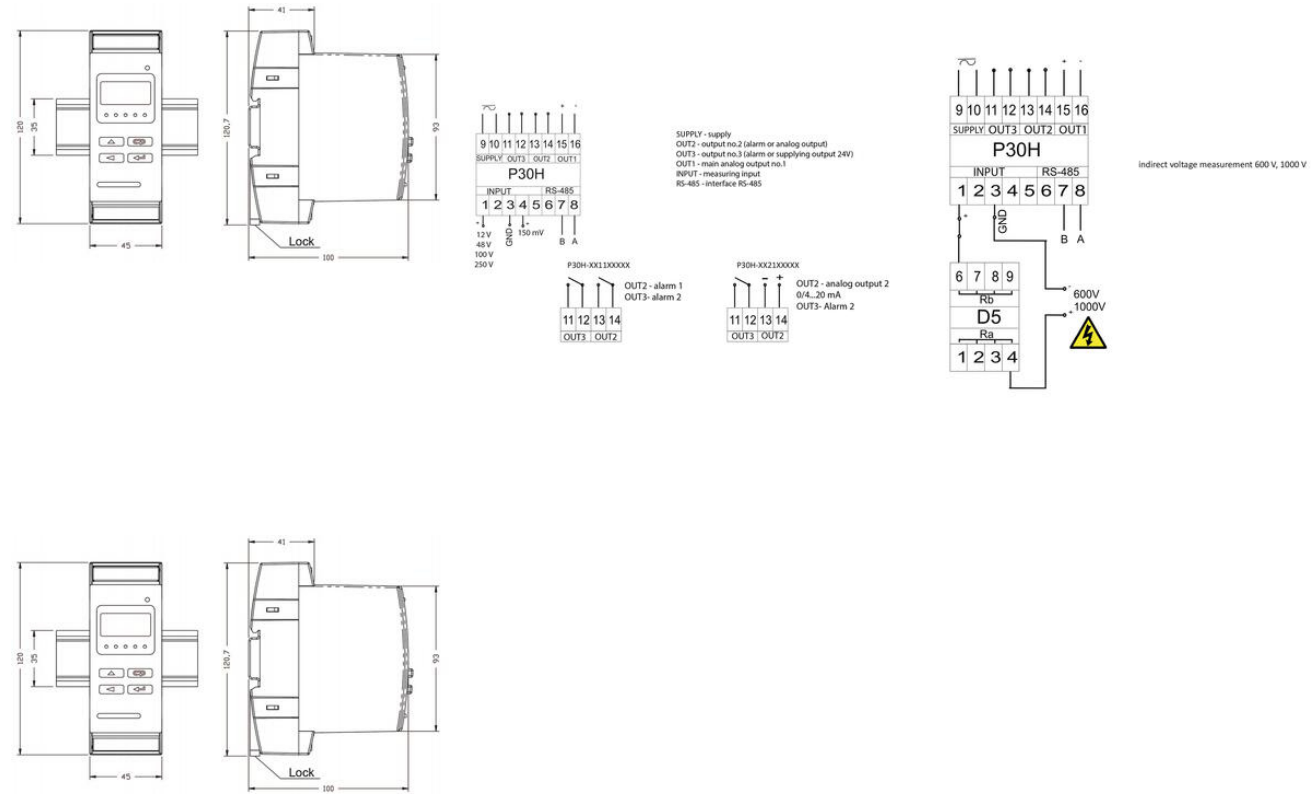 41
120
35
45
120,7
93
Lock
100
+ -
9 10 11 12 13 14 15 16
SUPPLY OUT3 OUT2 OUT1
P30H
INPUT RS-485
1 2 3 4 5 6 7 8
- -
12 V
48 V
100 V
250 V
GND
150 mV
B A
SUPPLY - supply
OUT2 - output no.2 (alarm or analog output)
OUT3 - output no.3 (alarm or supplying output 24V)
OUT1 - main analog output no.1
INPUT - measuring input
RS-485 - interface RS-485
P30H-XX11XXXXX
OUT2 - alarm 1
OUT3- alarm 2
11 12 13 14
OUT3 OUT2
P30H-XX21XXXXX
- +
OUT2 - analog output 2
0/4...20 mA
OUT3- Alarm 2
11 12 13 14
OUT3 OUT2
+ -
9 10 11 12 13 14 15 16
SUPPLY OUT3 OUT2 OUT1
P30H
INPUT RS-485
1 2 3 4 5 6 7 8
+
GND
B A
6 7 8 9
Rb
D5
Ra
1 2 3 4
- 600V
+ 1000V
indirect voltage measurement 600 V, 1000 V
41
120
35
45
120,7
93
Lock
100